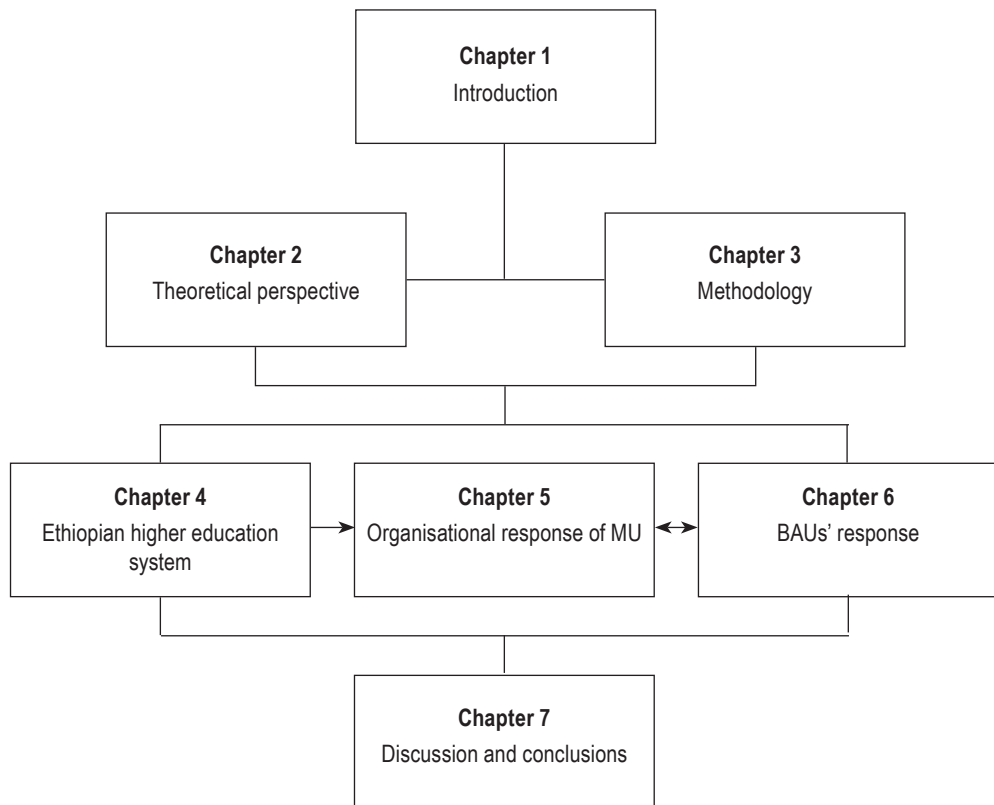 Chapter 1
Introduction
Chapter 2
Theoretical perspective
Chapter 3
Methodology
Chapter 4
Ethiopian higher education
system
Chapter 5
Organisational response of MU
Chapter 6
BAUs’ response
Chapter 7
Discussion and conclusions